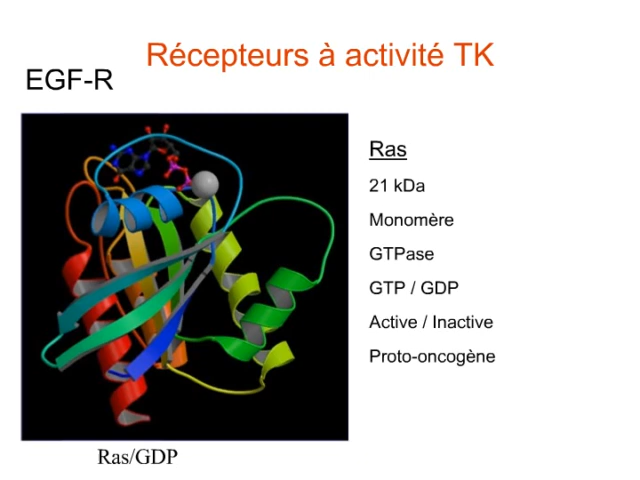 Récepteurs à activité TK
EGF-R
Ras
21 kDa
Monomère
GTPase
GTP / GDP
Active / Inactive
Proto-oncogène
Ras/GDP